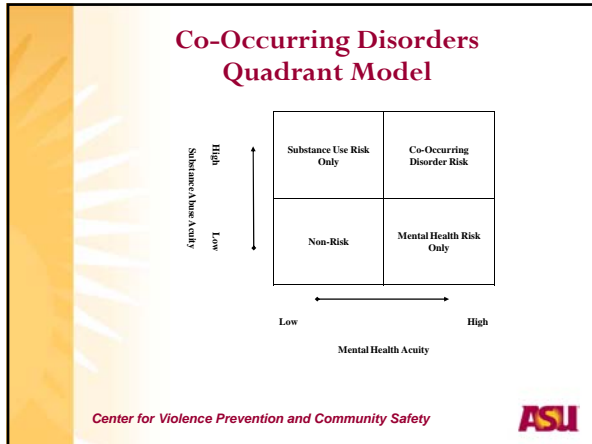 Co-Occurring Disorders
Quadrant Model
Substance Abuse Acuity
High
Low
Substance Use Risk
Only
Co-Occurring
Disorder Risk
Non-Risk
Mental Health Risk
Only
Low
High
Mental Health Acuity
Center for Violence Prevention and Community Safety
ASU